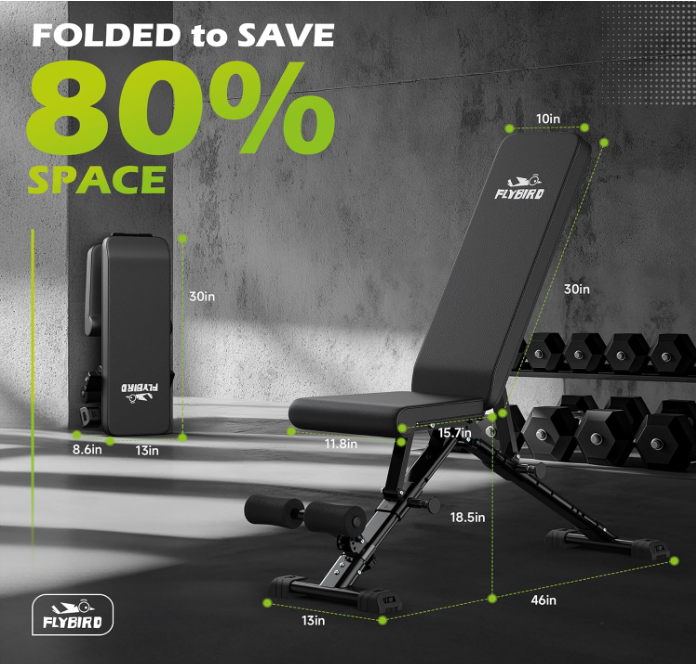 FOLDED to SAVE
80%
SPACE
10in
FLYBIRD
30in
30in
FLYBIRD
8.6in
13in
11.8in
15.7in
18.5in
46in
13in
FLYBIRD